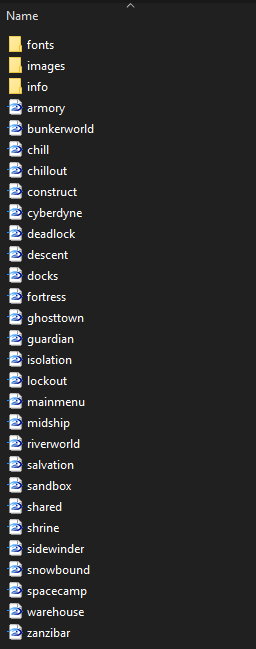 Name
fonts
images
info
armory
bunkerworld
chill
chillout
construct
cyberdyne
deadlock
descent
docks
fortress
ghosttown
guardian
isolation
lockout
mainmenu
midship
riverworld
salvation
sandbox
shared
shrine
sidewinder
snowbound
spacecamp
warehouse
zanzibar